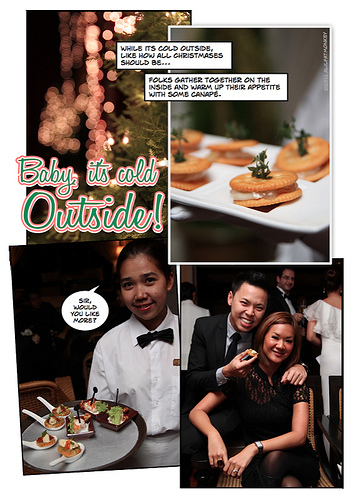 WHILE ITS COLD OUTSIDE,
LIKE HOW ALL CHRISTMASES
SHOULD BE...
FOLKS GATHER TOGETHER ON THE
INSIDE AND WARM UP THEIR APPETITE
WITH SOME CANAPÉ.
Baby, its cold
Outside!
SIR,
WOULD
YOU LIKE
MORE?